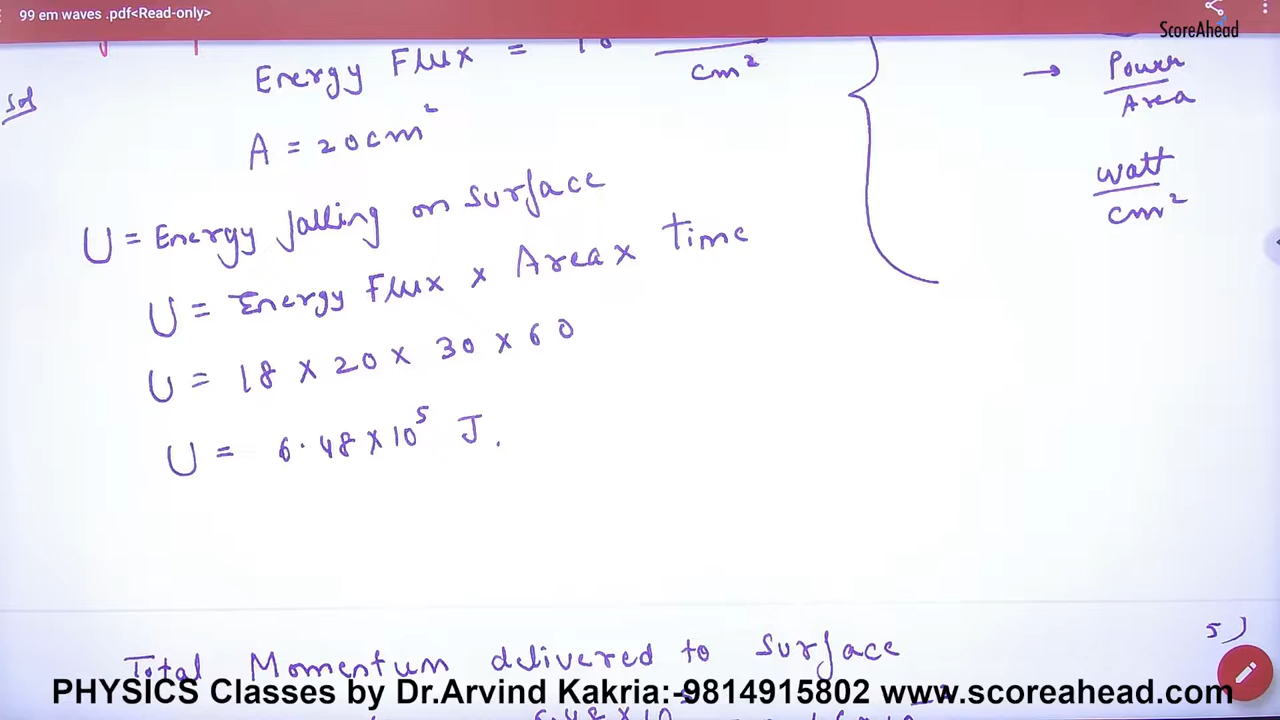 99 em waves .pdf<Read-only>
ScoreAhead
Energy Flux =
cm²
→ Power
Area
Sol
A = 20cm²
watt
cm²
U = Energy falling on surface
U = Energy Flux × Area × Time
U = 18 × 20 × 30 × 60
U = 6.48 × 10⁵ J.
5)
Total Momentum delivered to surface
PHYSICS Classes by Dr.Arvind Kakria:-9814915802 www.scoreahead.com